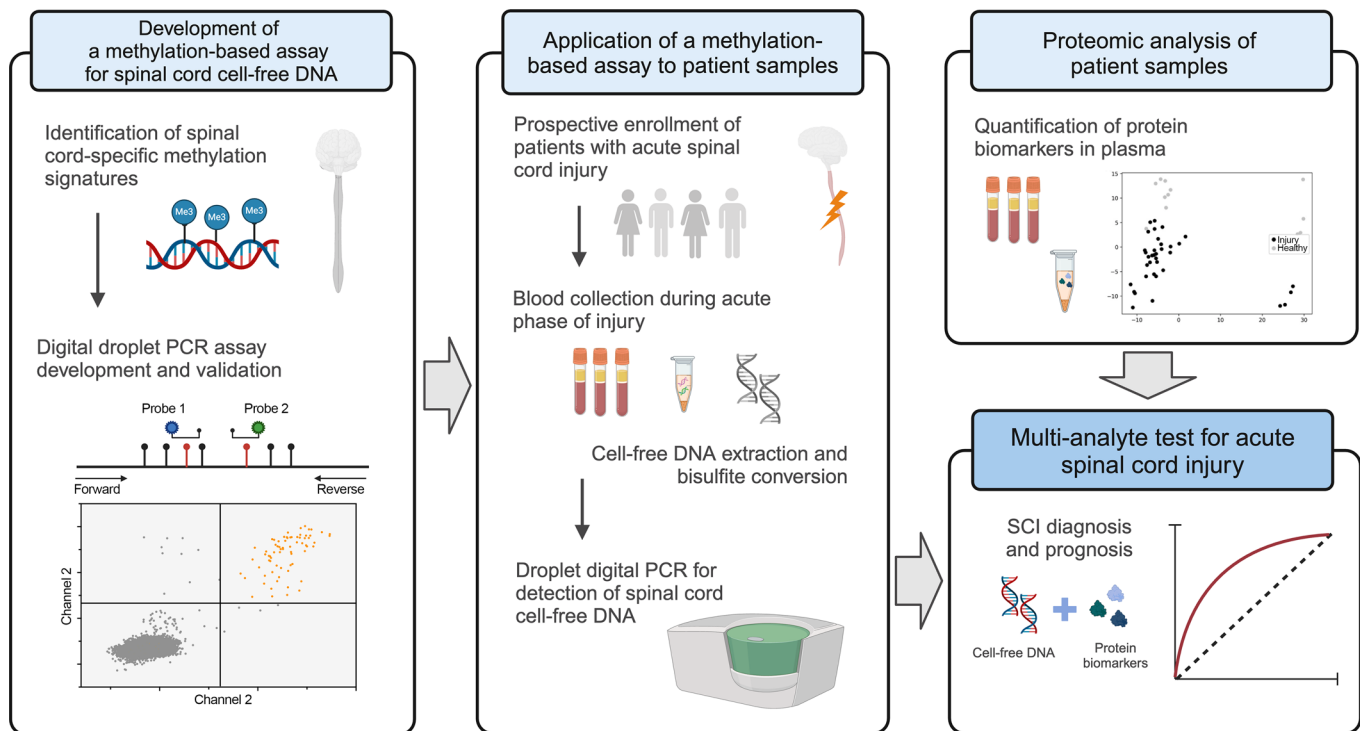 Development of
a methylation-based assay
for spinal cord cell-free DNA
Identification of spinal
cord-specific methylation
signatures
Me3
Me3
Me3
Digital droplet PCR assay
development and validation
Probe 1
Probe 2
Forward
Reverse
Channel 2
Channel 2
Application of a methylation-
based assay to patient samples
Prospective enrollment of
patients with acute spinal
cord injury
Blood collection during acute
phase of injury
Cell-free DNA extraction and
bisulfite conversion
Droplet digital PCR for
detection of spinal cord
cell-free DNA
Proteomic analysis of
patient samples
Quantification of protein
biomarkers in plasma
15
10
5
0
−5
−10
−10
0
10
20
30
Injury
Healthy
Multi-analyte test for acute
spinal cord injury
SCI diagnosis
and prognosis
Cell-free DNA
Protein
biomarkers